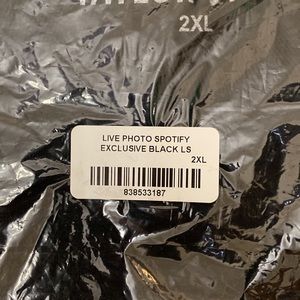 2XL
LIVE PHOTO SPOTIFY
EXCLUSIVE BLACK LS
2XL
838533187